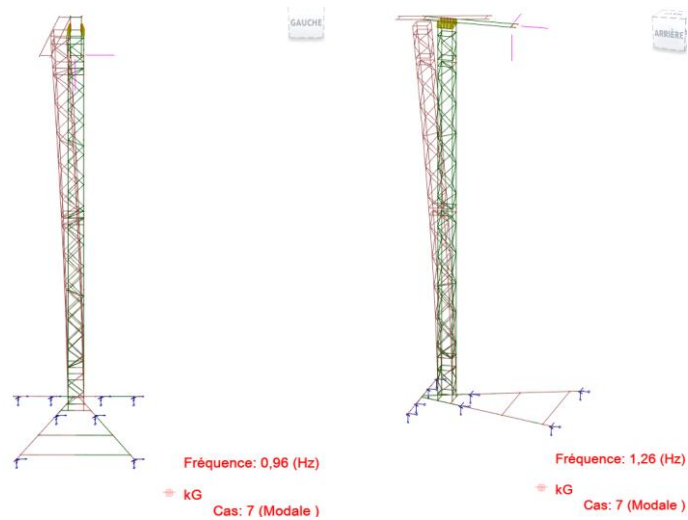 GAUCHE
ARRIÈRE
Fréquence: 0,96 (Hz)
kG
Cas: 7 (Modale )
Fréquence: 1,26 (Hz)
kG
Cas: 7 (Modale )